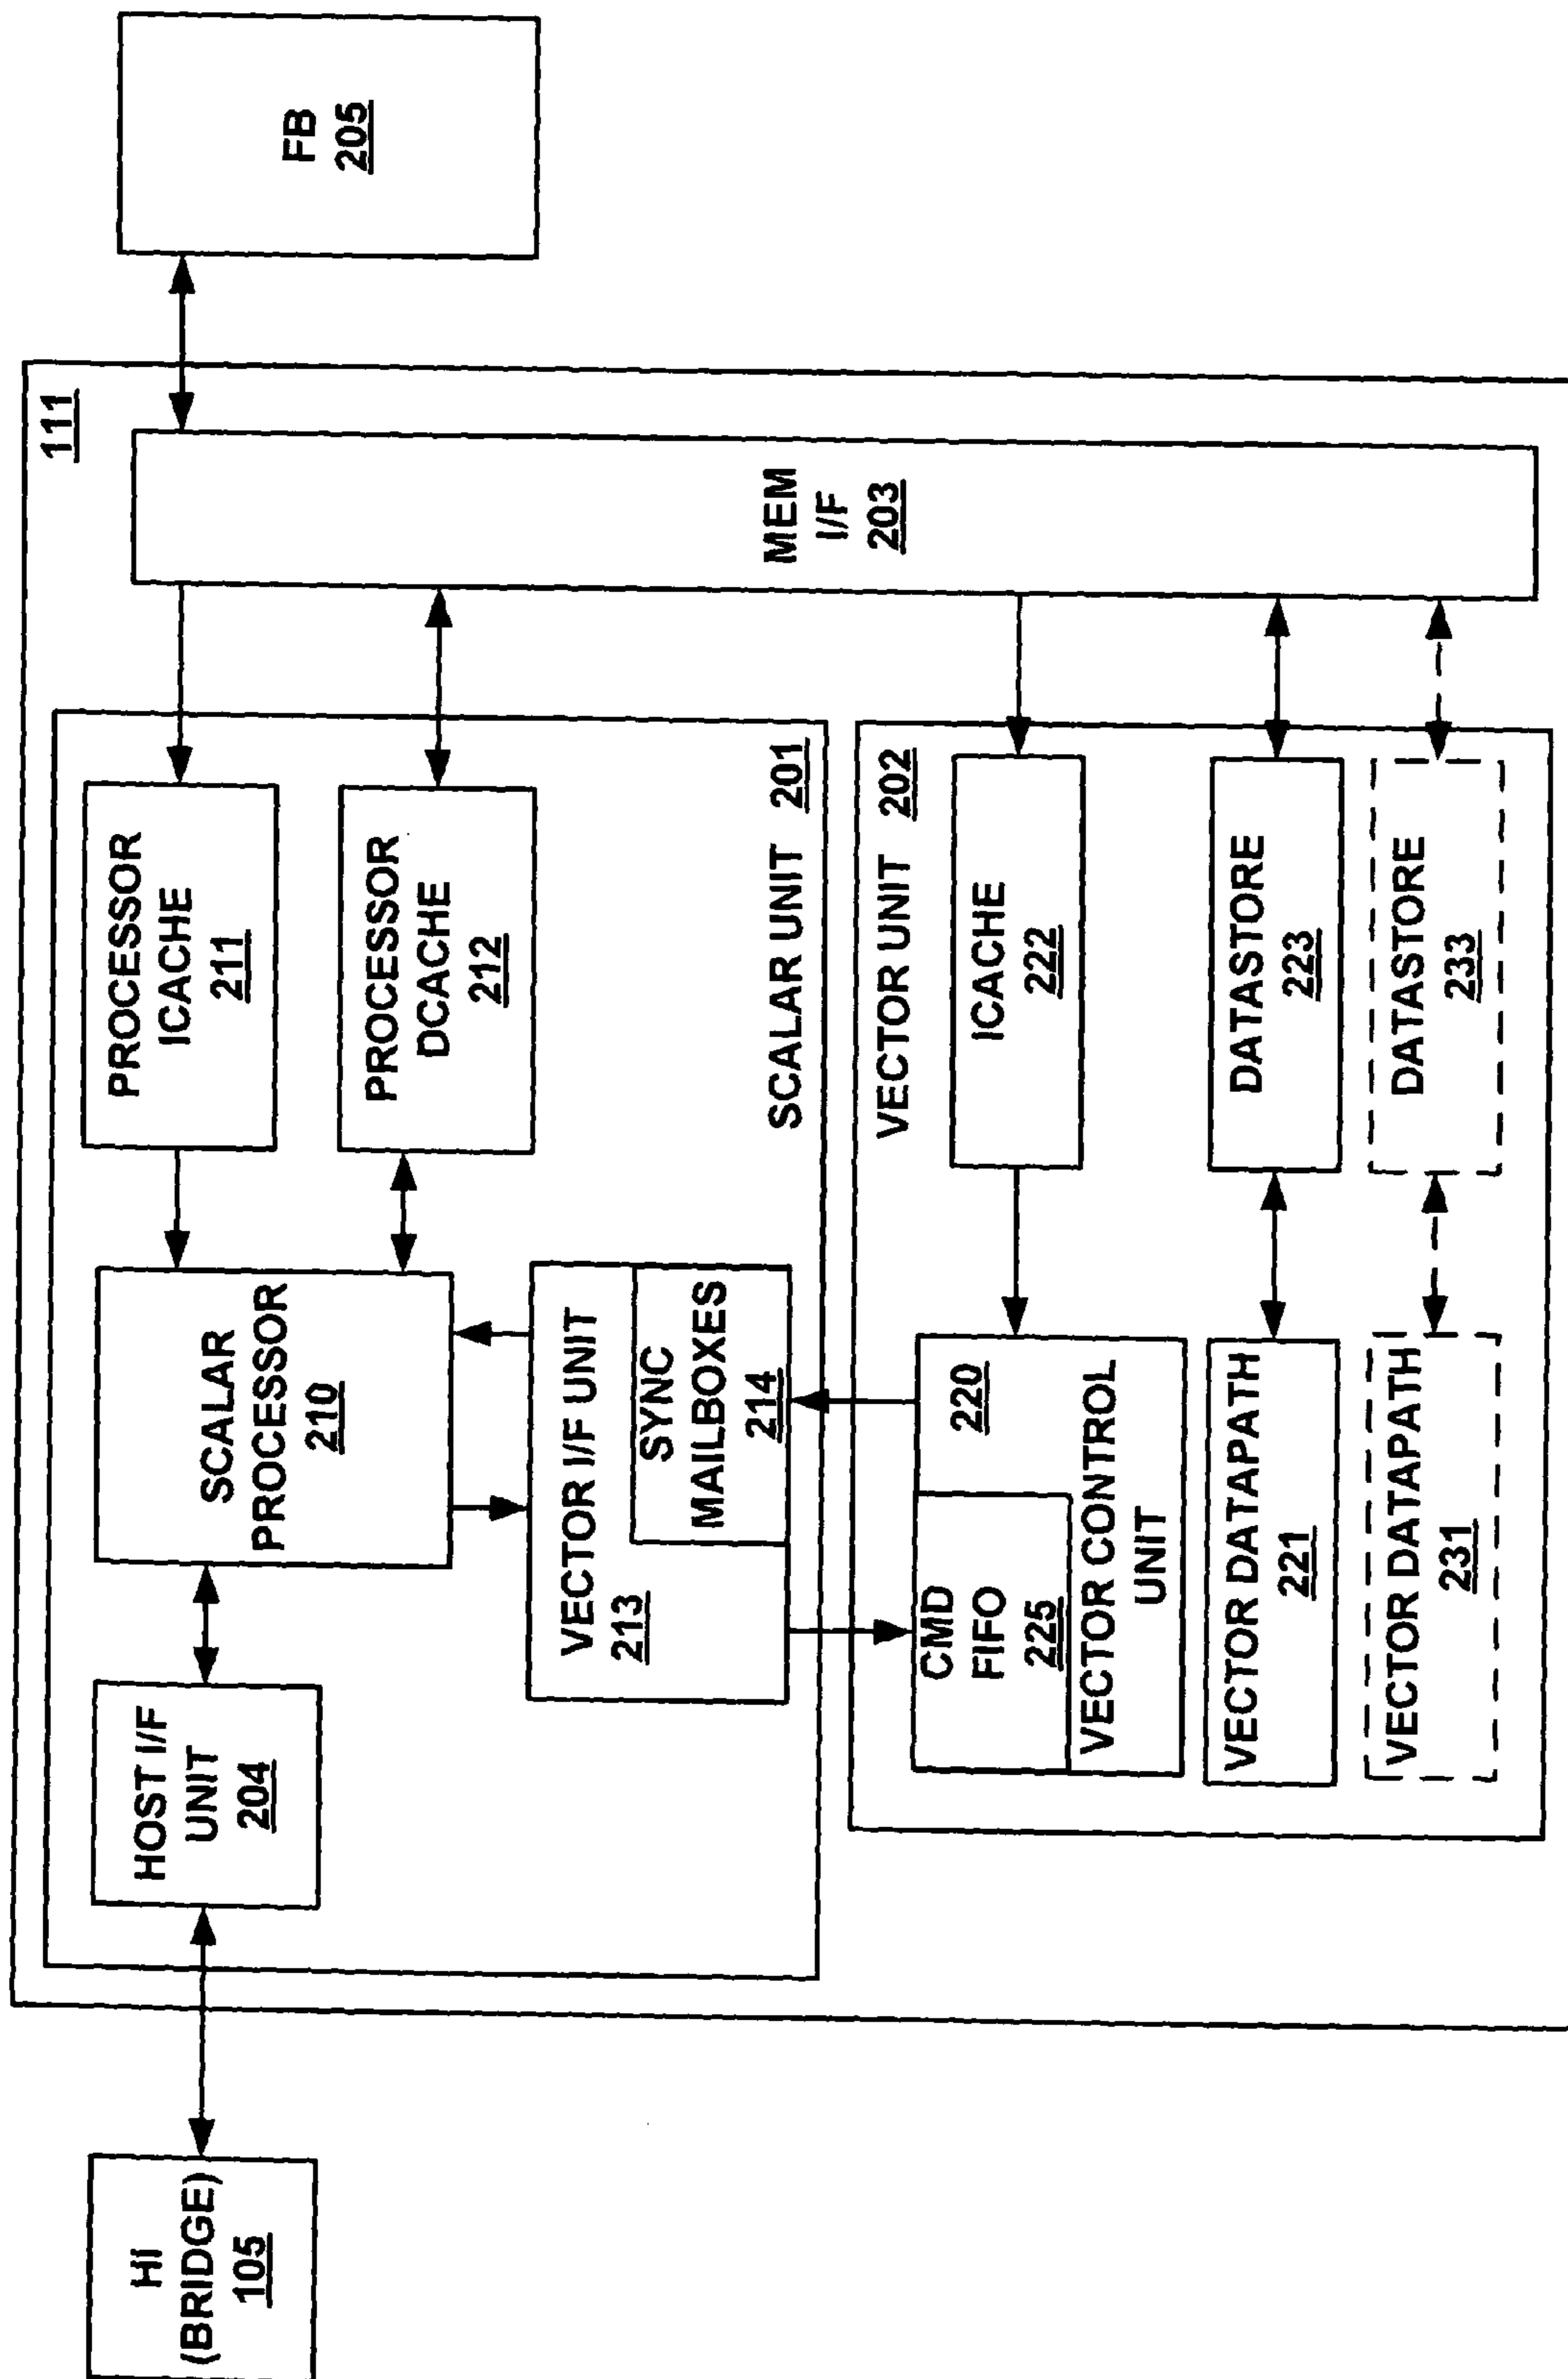 111
HI
(BRIDGE)
105
HOST I/F
UNIT
204
SCALAR
PROCESSOR
210
PROCESSOR
ICACHE
211
PROCESSOR
DCACHE
212
VECTOR I/F UNIT
213
SYNC
MAILBOXES
214
SCALAR UNIT 201
VECTOR UNIT 202
CMD
FIFO
225
220
VECTOR CONTROL
UNIT
ICACHE
222
VECTOR DATAPATH
221
DATASTORE
223
VECTOR DATAPATH
231
DATASTORE
233
MEM
I/F
203
FB
205